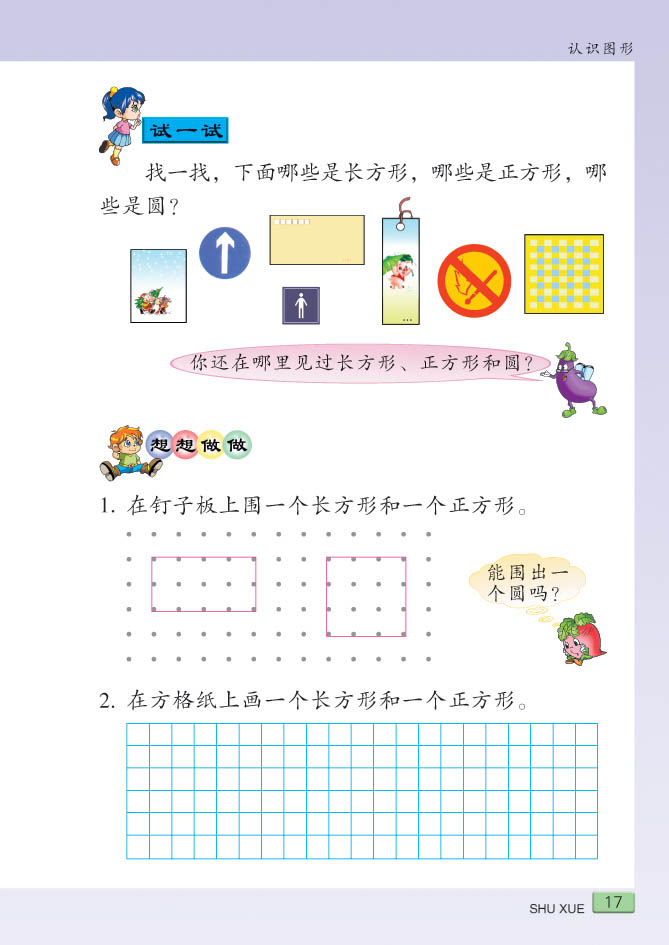 认识图形
试一试
找一找，下面哪些是长方形，哪些是正方形，哪
些是圆？
你还在哪里见过长方形、正方形和圆？
想想做做
1. 在钉子板上围一个长方形和一个正方形。
能围出一
个圆吗？
2. 在方格纸上画一个长方形和一个正方形。
SHU XUE 17